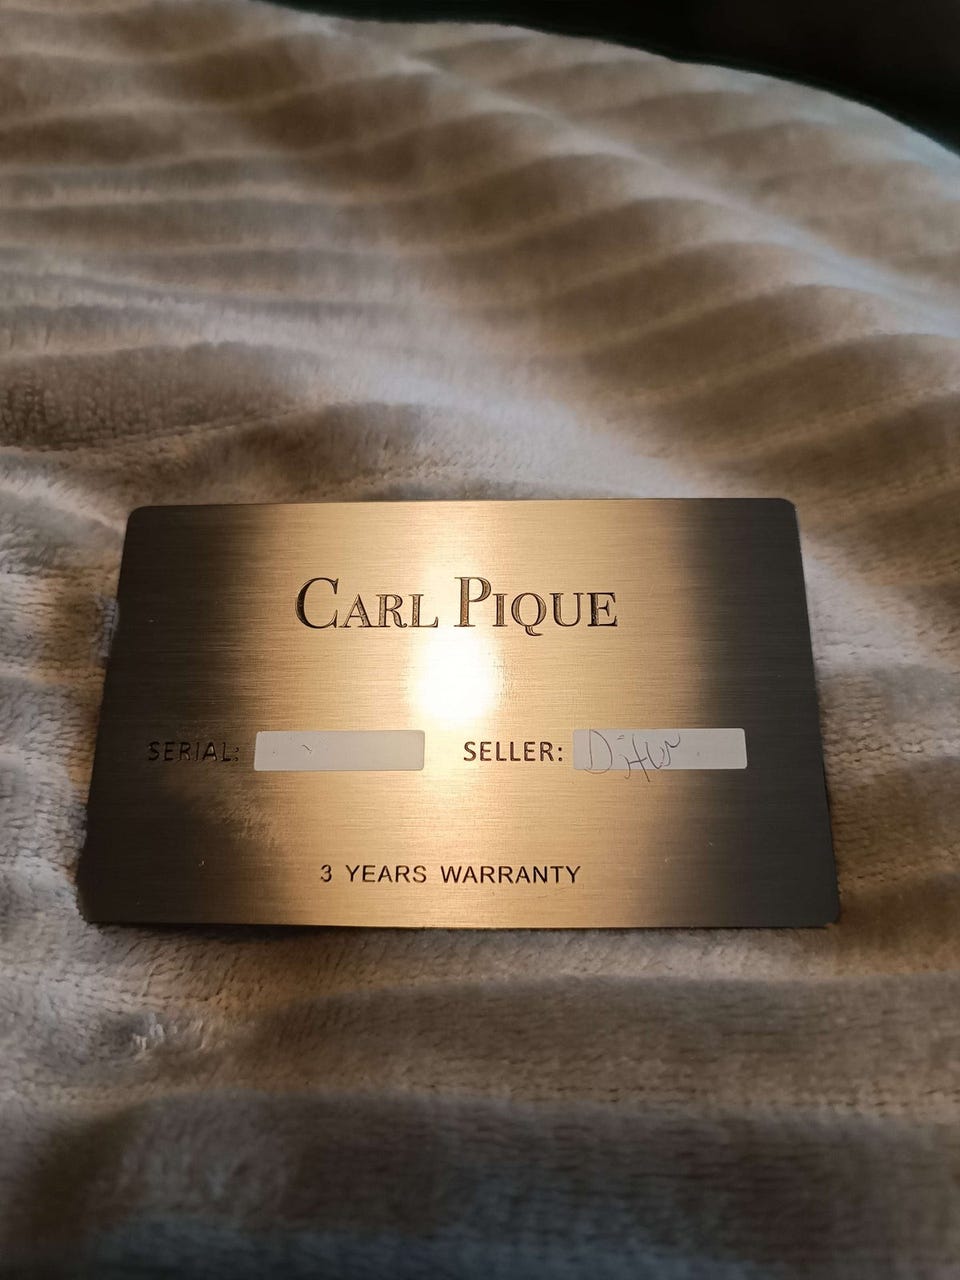 CARL PIQUE
SERIAL: SELLER:
3 YEARS WARRANTY